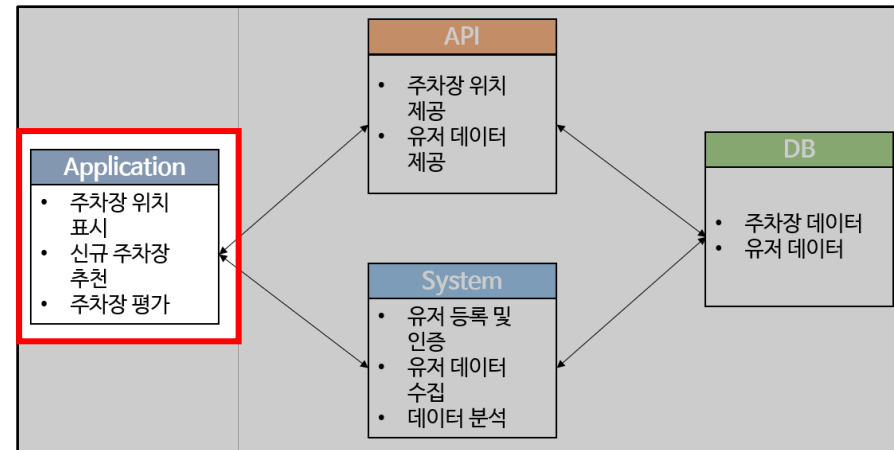 API
• 주차장 위치
제공
• 유저 데이터
제공
Application
• 주차장 위치
표시
• 신규 주차장
추천
• 주차장 평가
System
• 유저 등록 및
인증
• 유저 데이터
수집
• 데이터 분석
DB
• 주차장 데이터
• 유저 데이터